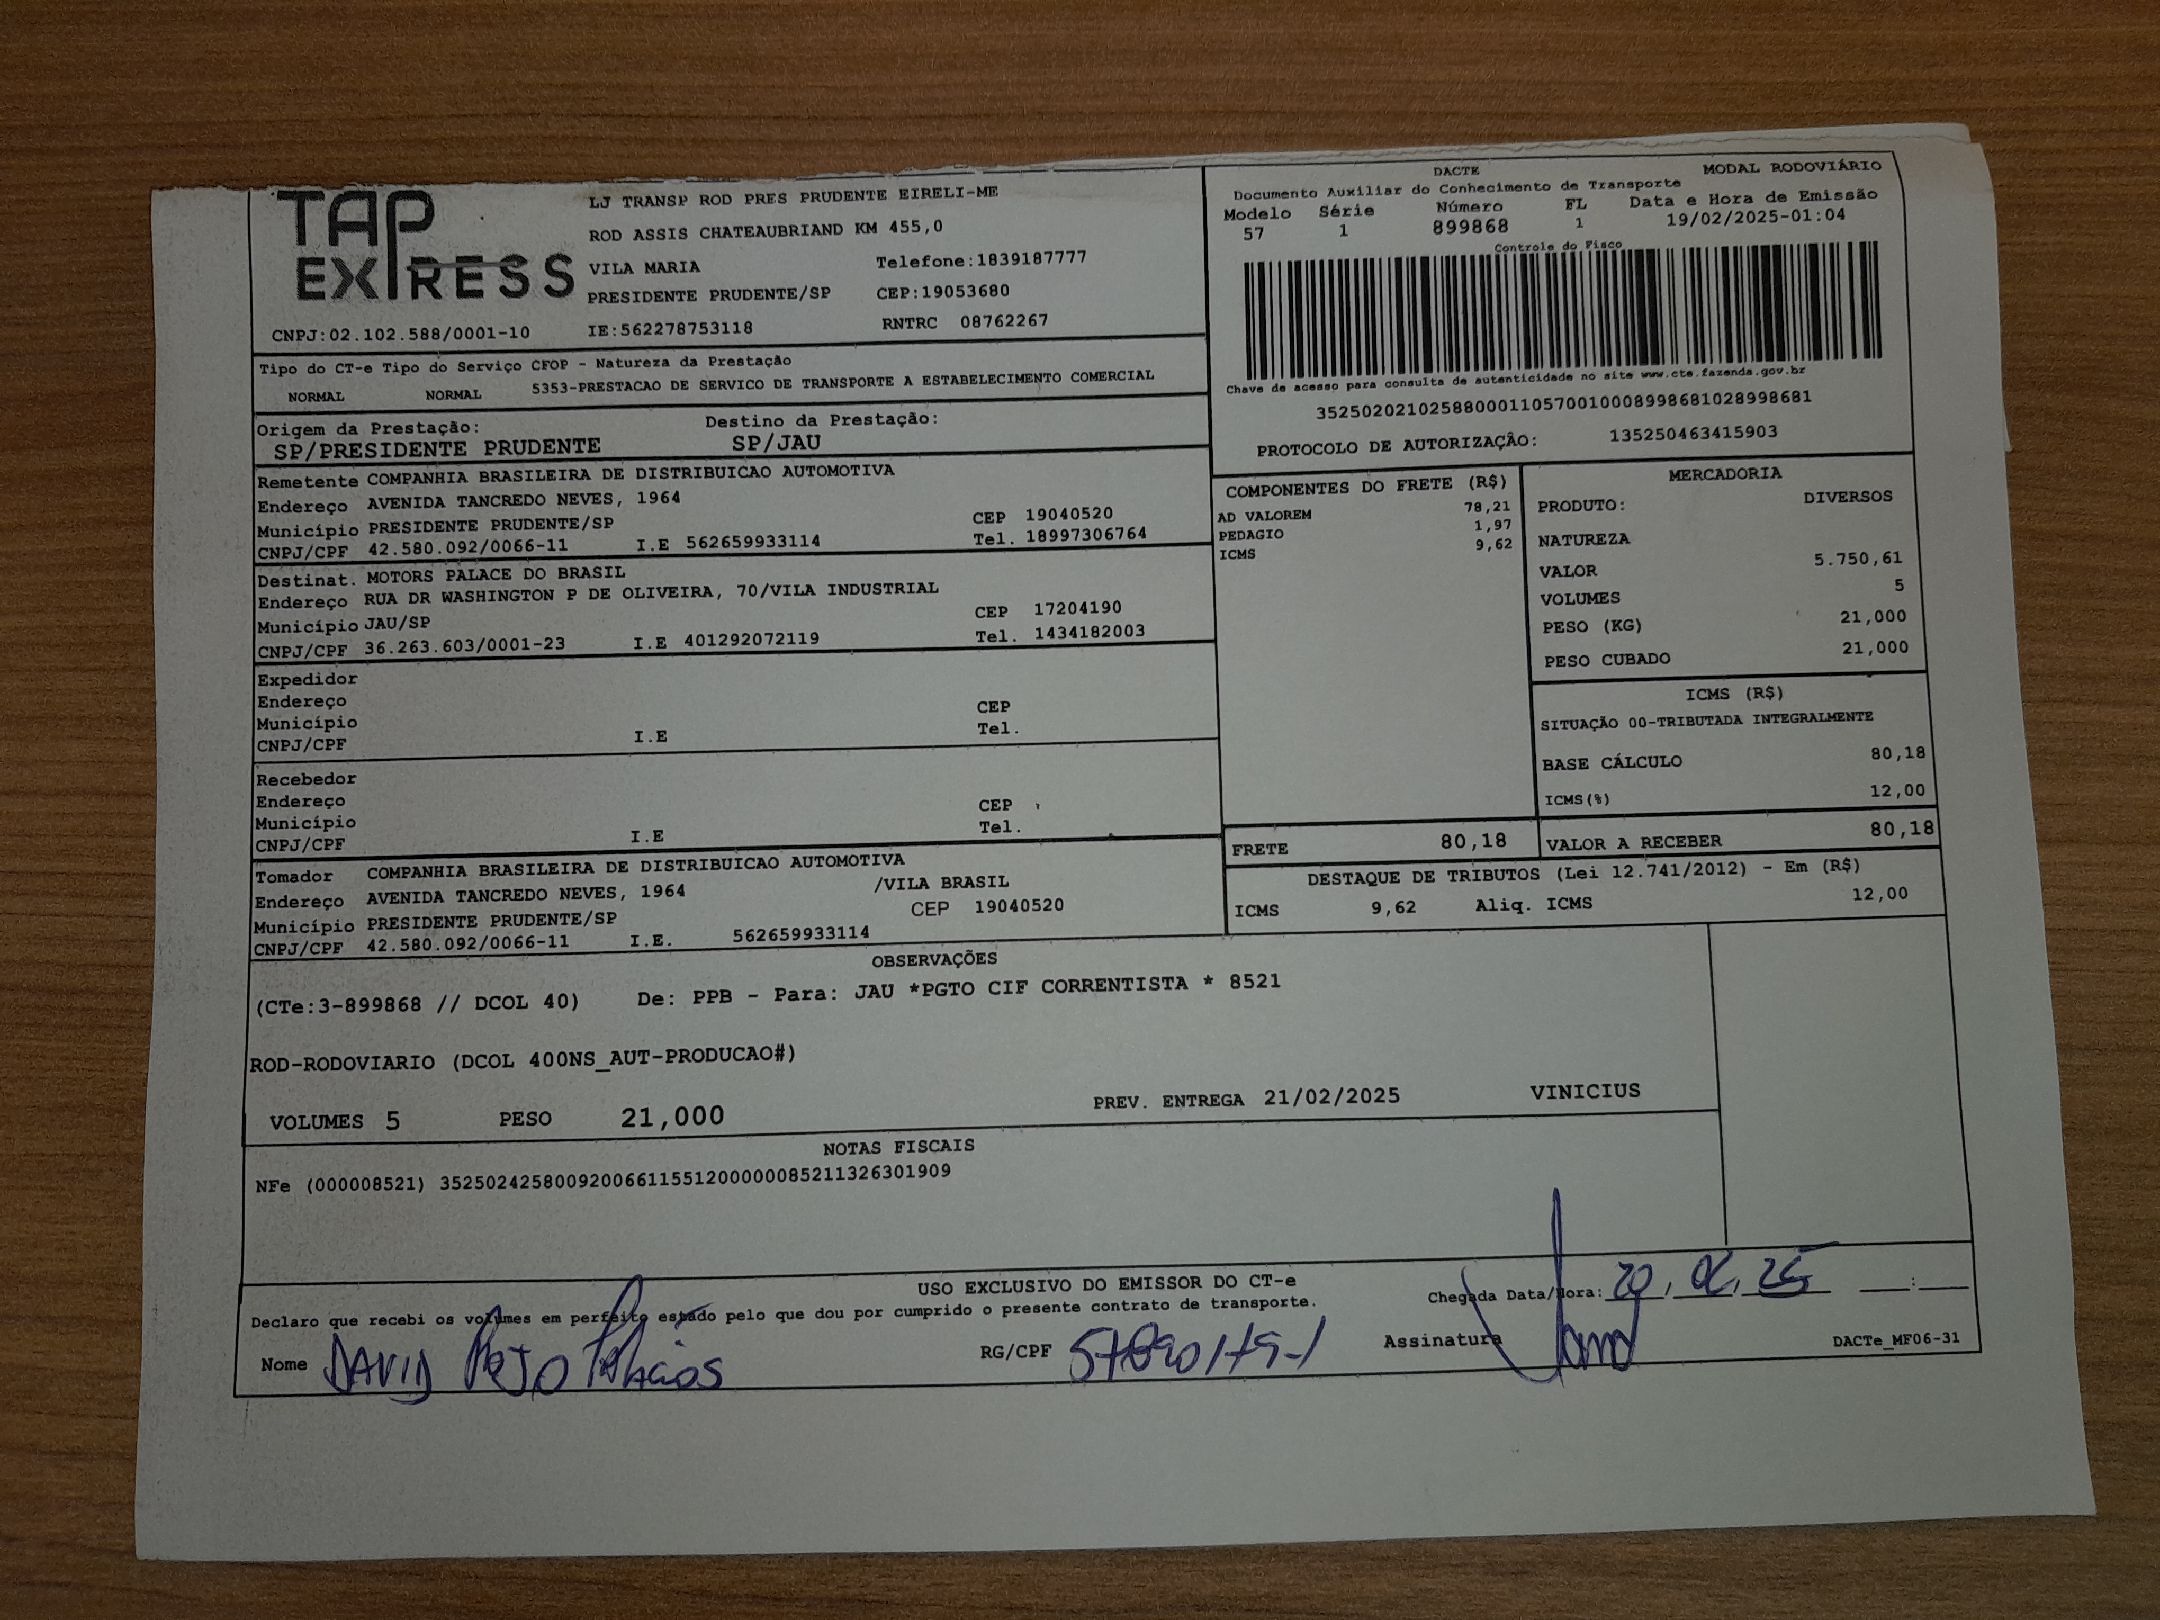 TAP EXPRESS
LJ TRANSP ROD PRES PRUDENTE EIRELI-ME
ROD ASSIS CHATEAUBRIAND KM 455,0
VILA MARIA Telefone:1839187777
PRESIDENTE PRUDENTE/SP CEP:19053680
CNPJ:02.102.588/0001-10 IE:562278753118 RNTRC 08762267
DACTE MODAL RODOVIÁRIO
Documento Auxiliar do Conhecimento de Transporte
Modelo Série Número FL Data e Hora de Emissão
57 1 899868 1 19/02/2025-01:04
Controle do Fisco
Chave de acesso para consulta de autenticidade no site www.cte.fazenda.gov.br
35250202102588000110570010008998681028998681
PROTOCOLO DE AUTORIZAÇÃO: 135250463415903
Tipo do CT-e Tipo do Serviço CFOP - Natureza da Prestação
NORMAL NORMAL 5353-PRESTACAO DE SERVICO DE TRANSPORTE A ESTABELECIMENTO COMERCIAL
Origem da Prestação: Destino da Prestação:
SP/PRESIDENTE PRUDENTE SP/JAU
Remetente COMPANHIA BRASILEIRA DE DISTRIBUICAO AUTOMOTIVA
Endereço AVENIDA TANCREDO NEVES, 1964
Município PRESIDENTE PRUDENTE/SP CEP 19040520
CNPJ/CPF 42.580.092/0066-11 I.E 562659933114 Tel. 18997306764
Destinat. MOTORS PALACE DO BRASIL
Endereço RUA DR WASHINGTON P DE OLIVEIRA, 70/VILA INDUSTRIAL
Município JAU/SP CEP 17204190
CNPJ/CPF 36.263.603/0001-23 I.E 401292072119 Tel. 1434182003
Expedidor
Endereço
Município CEP
CNPJ/CPF I.E Tel.
Recebedor
Endereço
Município CEP
CNPJ/CPF I.E Tel.
Tomador COMPANHIA BRASILEIRA DE DISTRIBUICAO AUTOMOTIVA
Endereço AVENIDA TANCREDO NEVES, 1964 /VILA BRASIL
Município PRESIDENTE PRUDENTE/SP CEP 19040520
CNPJ/CPF 42.580.092/0066-11 I.E. 562659933114
COMPONENTES DO FRETE (R$)
AD VALOREM 78,21
PEDAGIO 1,97
ICMS 9,62
MERCADORIA
PRODUTO: DIVERSOS
NATUREZA
VALOR 5.750,61
VOLUMES 5
PESO (KG) 21,000
PESO CUBADO 21,000
ICMS (R$)
SITUAÇÃO 00-TRIBUTADA INTEGRALMENTE
BASE CÁLCULO 80,18
ICMS(%) 12,00
FRETE 80,18 VALOR A RECEBER 80,18
DESTAQUE DE TRIBUTOS (Lei 12.741/2012) - Em (R$)
ICMS 9,62 Aliq. ICMS 12,00
OBSERVAÇÕES
(CTe:3-899868 // DCOL 40) De: PPB - Para: JAU *PGTO CIF CORRENTISTA * 8521
ROD-RODOVIARIO (DCOL 400NS_AUT-PRODUCAO#)
VOLUMES 5 PESO 21,000 PREV. ENTREGA 21/02/2025 VINICIUS
NOTAS FISCAIS
NFe (000008521) 35250242580092006611551200000085211326301909
USO EXCLUSIVO DO EMISSOR DO CT-e
Declaro que recebi os volumes em perfeito estado pelo que dou por cumprido o presente contrato de transporte.
Chegada Data/Hora: 20, 02, 25 :
Nome DAVID RG/CPF Assinatura DACTe_MF06-31